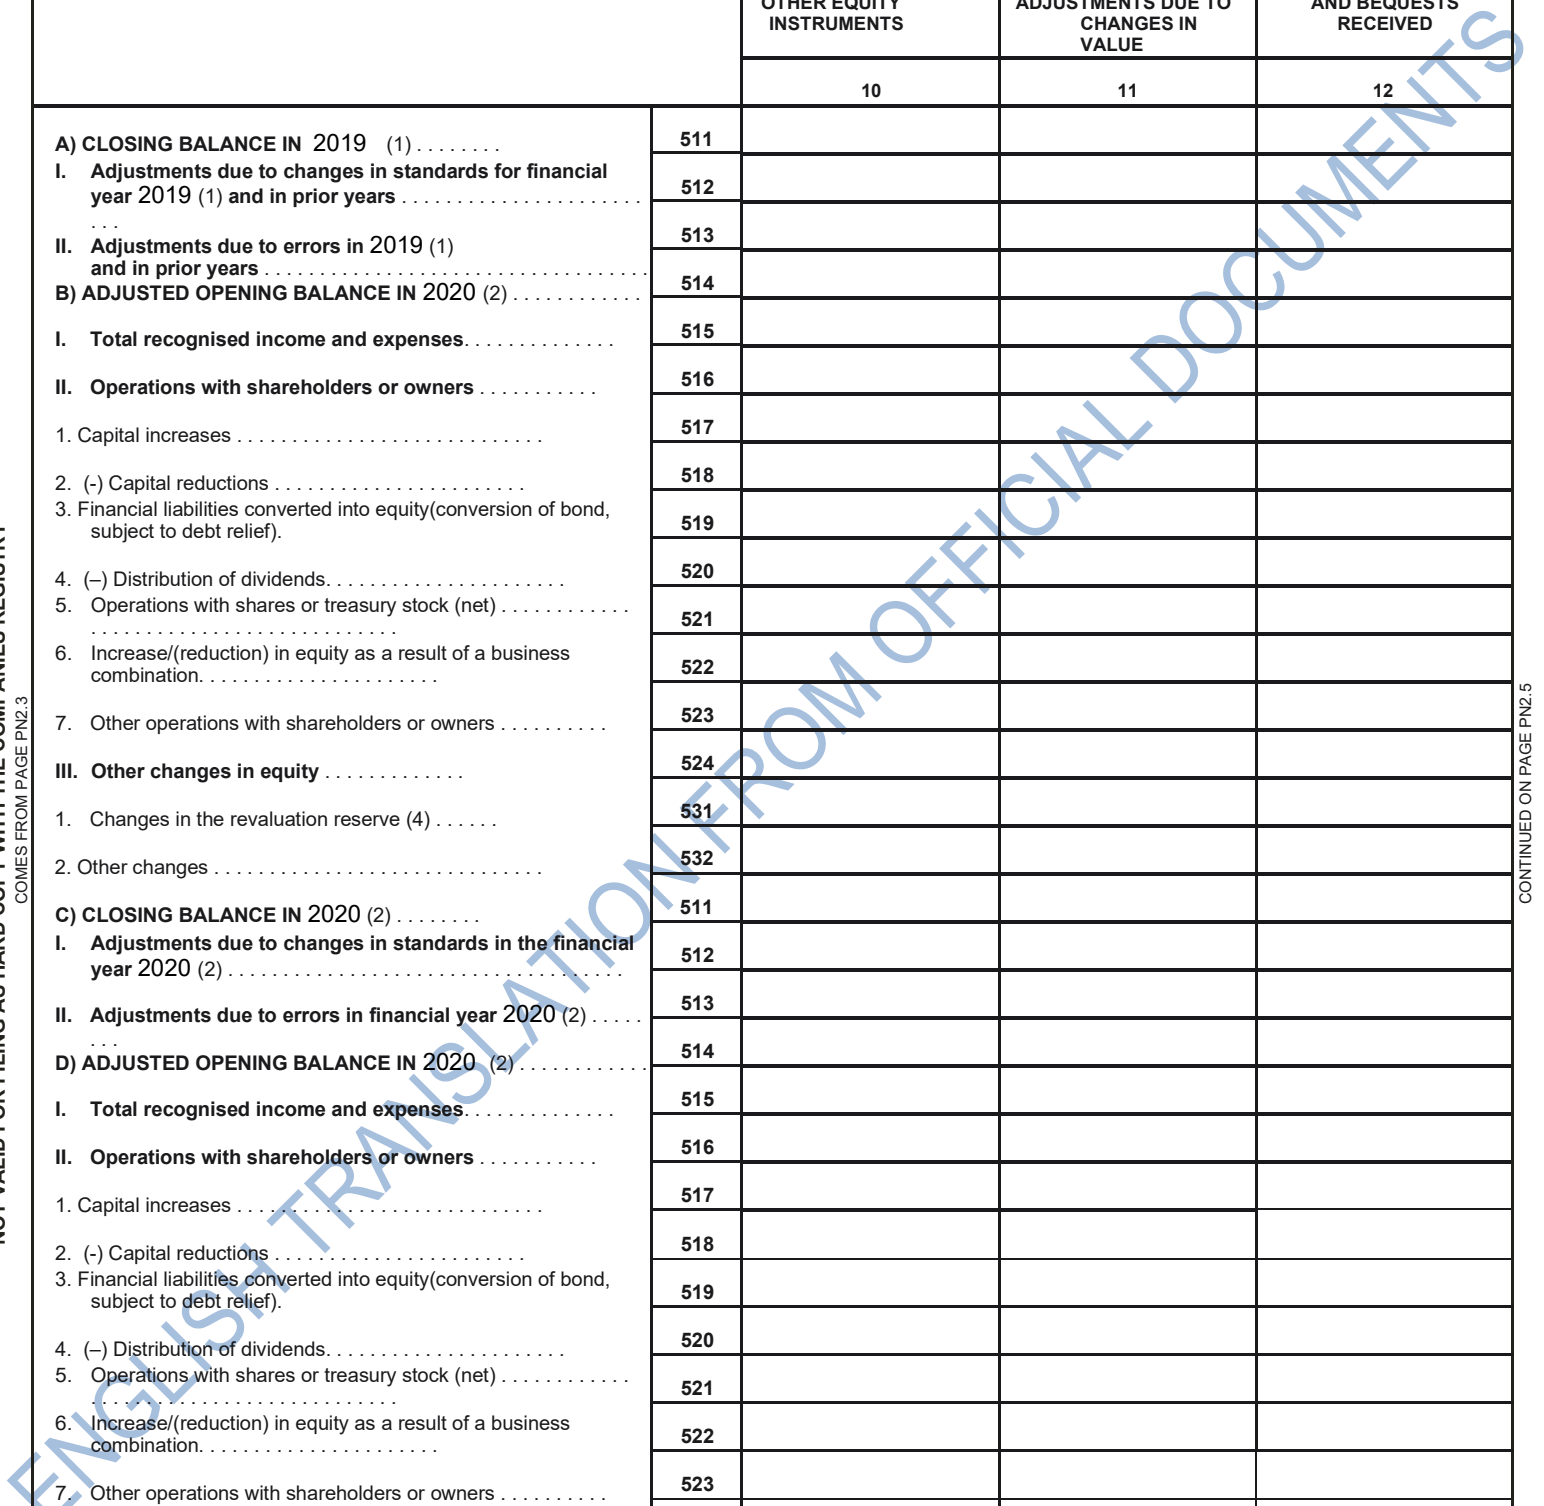 OTHER EQUITY
INSTRUMENTS
ADJUSTMENTS DUE TO
CHANGES IN
VALUE
AND BEQUESTS
RECEIVED
10 11 12
A) CLOSING BALANCE IN 2019 (1) . . . . . . . . 511
I. Adjustments due to changes in standards for financial
year 2019 (1) and in prior years . . . . . . . . . . . . . . . . . . . . . . 512
. . .
II. Adjustments due to errors in 2019 (1) 513
and in prior years . . . . . . . . . . . . . . . . . . . . . . . . . . . . . . . . . . .
B) ADJUSTED OPENING BALANCE IN 2020 (2) . . . . . . . . . . . . 514
I. Total recognised income and expenses. . . . . . . . . . . . . . 515
II. Operations with shareholders or owners . . . . . . . . . . . 516
1. Capital increases . . . . . . . . . . . . . . . . . . . . . . . . . . . . 517
2. (-) Capital reductions . . . . . . . . . . . . . . . . . . . . . . . 518
3. Financial liabilities converted into equity(conversion of bond,
subject to debt relief). 519
4. (–) Distribution of dividends. . . . . . . . . . . . . . . . . . . . . . 520
5. Operations with shares or treasury stock (net) . . . . . . . . . . . . 521
. . . . . . . . . . . . . . . . . . . . . . . . . . . .
6. Increase/(reduction) in equity as a result of a business
combination. . . . . . . . . . . . . . . . . . . . . . 522
7. Other operations with shareholders or owners . . . . . . . . . . 523
III. Other changes in equity . . . . . . . . . . . . . 524
1. Changes in the revaluation reserve (4) . . . . . . 531
2. Other changes . . . . . . . . . . . . . . . . . . . . . . . . . . . . . . 532
C) CLOSING BALANCE IN 2020 (2) . . . . . . . . 511
I. Adjustments due to changes in standards in the financial
year 2020 (2) . . . . . . . . . . . . . . . . . . . . . . . . . . . . . . . . . . . . 512
II. Adjustments due to errors in financial year 2020 (2) . . . . . 513
. . .
D) ADJUSTED OPENING BALANCE IN 2020 (2) . . . . . . . . . . . . 514
I. Total recognised income and expenses. . . . . . . . . . . . . . 515
II. Operations with shareholders or owners . . . . . . . . . . . 516
1. Capital increases . . . . . . . . . . . . . . . . . . . . . . . . . . . . 517
2. (-) Capital reductions . . . . . . . . . . . . . . . . . . . . . . . 518
3. Financial liabilities converted into equity(conversion of bond,
subject to debt relief). 519
4. (–) Distribution of dividends. . . . . . . . . . . . . . . . . . . . . . 520
5. Operations with shares or treasury stock (net) . . . . . . . . . . . . 521
. . . . . . . . . . . . . . . . . . . . . . . . . . . .
6. Increase/(reduction) in equity as a result of a business
combination. . . . . . . . . . . . . . . . . . . . . . 522
7. Other operations with shareholders or owners . . . . . . . . . . 523
NOT VALID FOR FILING AS HARD COPY WITH THE COMPANIES REGISTRY
COMES FROM PAGE PN2.3
CONTINUED ON PAGE PN2.5
ENGLISH TRANSLATION FROM OFFICIAL DOCUMENTS